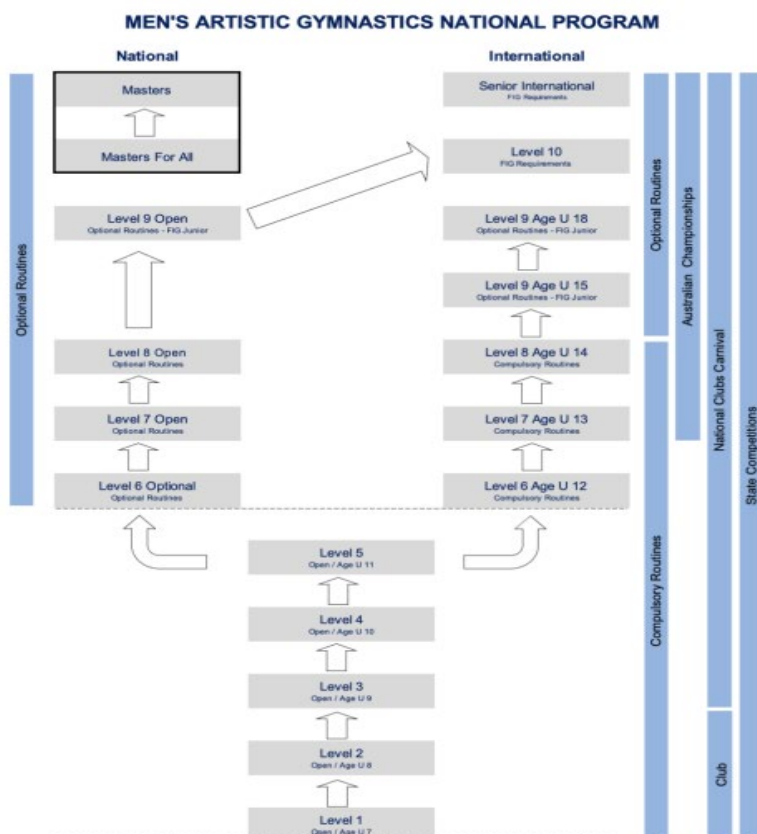 MEN'S ARTISTIC GYMNASTICS NATIONAL PROGRAM
National
International
Masters
Masters For All
Level 9 Open
Optional Routines - FIG Junior
Level 8 Open
Optional Routines
Level 7 Open
Optional Routines
Level 6 Optional
Optional Routines
Senior International
FIG Requirements
Level 10
FIG Requirements
Level 9 Age U 18
Optional Routines - FIG Junior
Level 9 Age U 15
Optional Routines - FIG Junior
Level 8 Age U 14
Compulsory Routines
Level 7 Age U 13
Compulsory Routines
Level 6 Age U 12
Compulsory Routines
Level 5
Open / Age U 11
Level 4
Open / Age U 10
Level 3
Open / Age U 9
Level 2
Open / Age U 8
Level 1
Open / Age U 7
Optional Routines
Optional Routines
Compulsory Routines
Australian Championships
National Clubs Carnival
Club
State Competitions